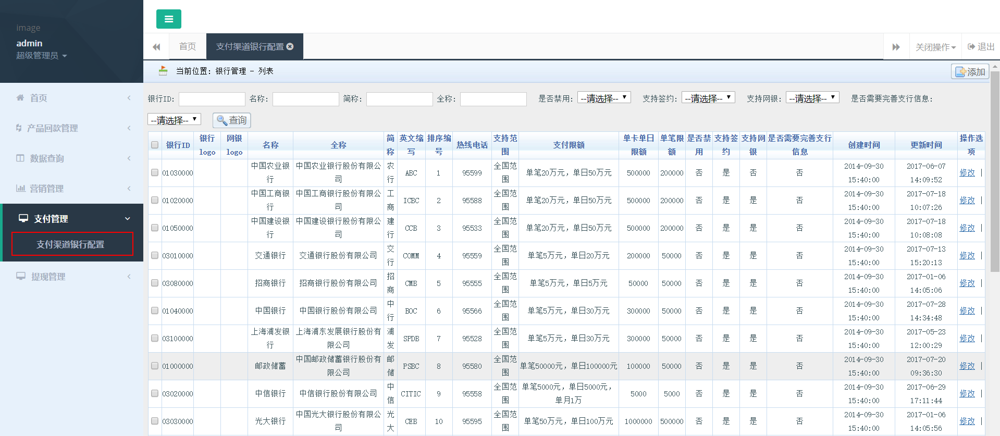 image
admin
超级管理员
首页
产品回款管理
数据查询
营销管理
支付管理
支付渠道银行配置
提现管理
首页 支付渠道银行配置 关闭操作 退出
当前位置: 银行管理 - 列表 添加
银行ID: 名称: 简称: 全称: 是否禁用: --请选择-- 支持签约: --请选择-- 支持网银: --请选择-- 是否需要完善支行信息:
--请选择-- 查询
银行ID 银行logo 网银logo 名称 全称 简称 英文缩写 排序编号 热线电话 支持范围 支付限额 单卡单日限额 单笔限额 是否禁用 支持签约 支持网银 是否需要完善支行信息 创建时间 更新时间 操作选项
01030000 中国农业银行 中国农业银行股份有限公司 农行 ABC 1 95599 全国范围 单笔20万元，单日50万元 500000 200000 否 是 否 否 2014-09-30 15:40:00 2017-06-07 14:09:52 修改 |
01020000 中国工商银行 中国工商银行股份有限公司 工商 ICBC 2 95588 全国范围 单笔20万元，单日50万元 500000 200000 否 是 是 否 2014-09-30 15:40:00 2017-07-18 10:07:26 修改 |
01050000 中国建设银行 中国建设银行股份有限公司 建行 CCB 3 95533 全国范围 单笔20万元，单日50万元 500000 200000 否 是 是 否 2014-09-30 15:40:00 2017-07-18 10:08:08 修改 |
03010000 交通银行 交通银行股份有限公司 交行 COMM 4 95559 全国范围 单笔5万元，单日20万元 200000 50000 否 是 是 否 2014-09-30 15:40:00 2017-07-13 15:20:13 修改 |
03080000 招商银行 招商银行股份有限公司 招商 CMB 5 95555 全国范围 单笔5万元，单日5万元 50000 50000 否 是 是 否 2014-09-30 15:40:00 2017-01-06 14:05:06 修改 |
01040000 中国银行 中国银行股份有限公司 中行 BOC 6 95566 全国范围 单笔5万元，单日30万元 300000 50000 否 是 是 否 2014-09-30 15:40:00 2017-07-28 14:34:48 修改 |
03100000 上海浦发银行 上海浦东发展银行股份有限公司 浦发 SPDB 7 95528 全国范围 单笔5万元，单日30万元 300000 50000 否 是 是 否 2014-09-30 15:40:00 2017-05-23 12:00:29 修改 |
01000000 邮政储蓄 中国邮政储蓄银行股份有限公司 邮储 PSBC 8 95580 全国范围 单笔50000元，单日100000元 100000 50000 否 是 是 否 2014-09-30 15:40:00 2017-07-20 09:36:30 修改 |
03020000 中信银行 中信银行股份有限公司 中信 CITIC 9 95558 全国范围 单笔5000元，单日5000元，单月1万 5000 5000 否 是 是 否 2014-09-30 15:40:00 2017-06-29 17:11:44 修改 |
03030000 光大银行 中国光大银行股份有限公司 光大 CEB 10 95595 全国范围 单笔50万元，单日100万元 1000000 500000 否 是 是 否 2014-09-30 15:40:00 2017-01-06 14:05:56 修改 |